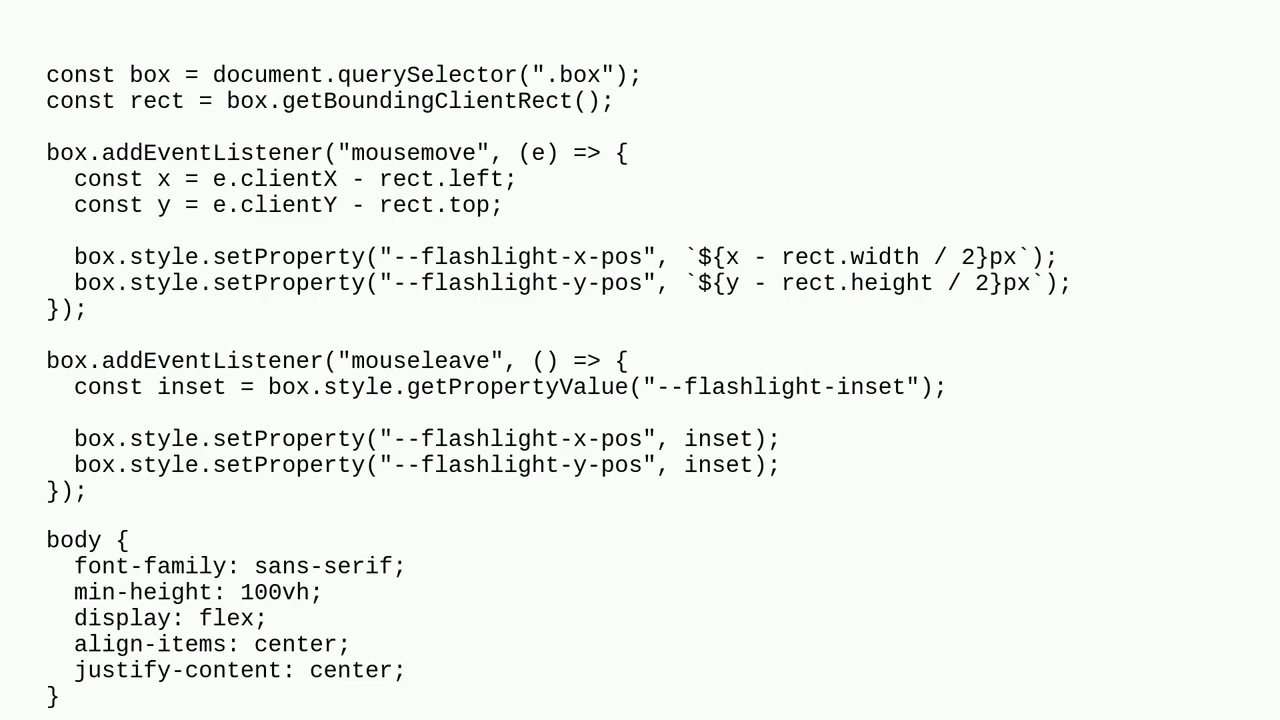 const box = document.querySelector(".box");
const rect = box.getBoundingClientRect();

box.addEventListener("mousemove", (e) => {
  const x = e.clientX - rect.left;
  const y = e.clientY - rect.top;

  box.style.setProperty("--flashlight-x-pos", `${x - rect.width / 2}px`);
  box.style.setProperty("--flashlight-y-pos", `${y - rect.height / 2}px`);
});

box.addEventListener("mouseleave", () => {
  const inset = box.style.getPropertyValue("--flashlight-inset");

  box.style.setProperty("--flashlight-x-pos", inset);
  box.style.setProperty("--flashlight-y-pos", inset);
});

body {
  font-family: sans-serif;
  min-height: 100vh;
  display: flex;
  align-items: center;
  justify-content: center;
}